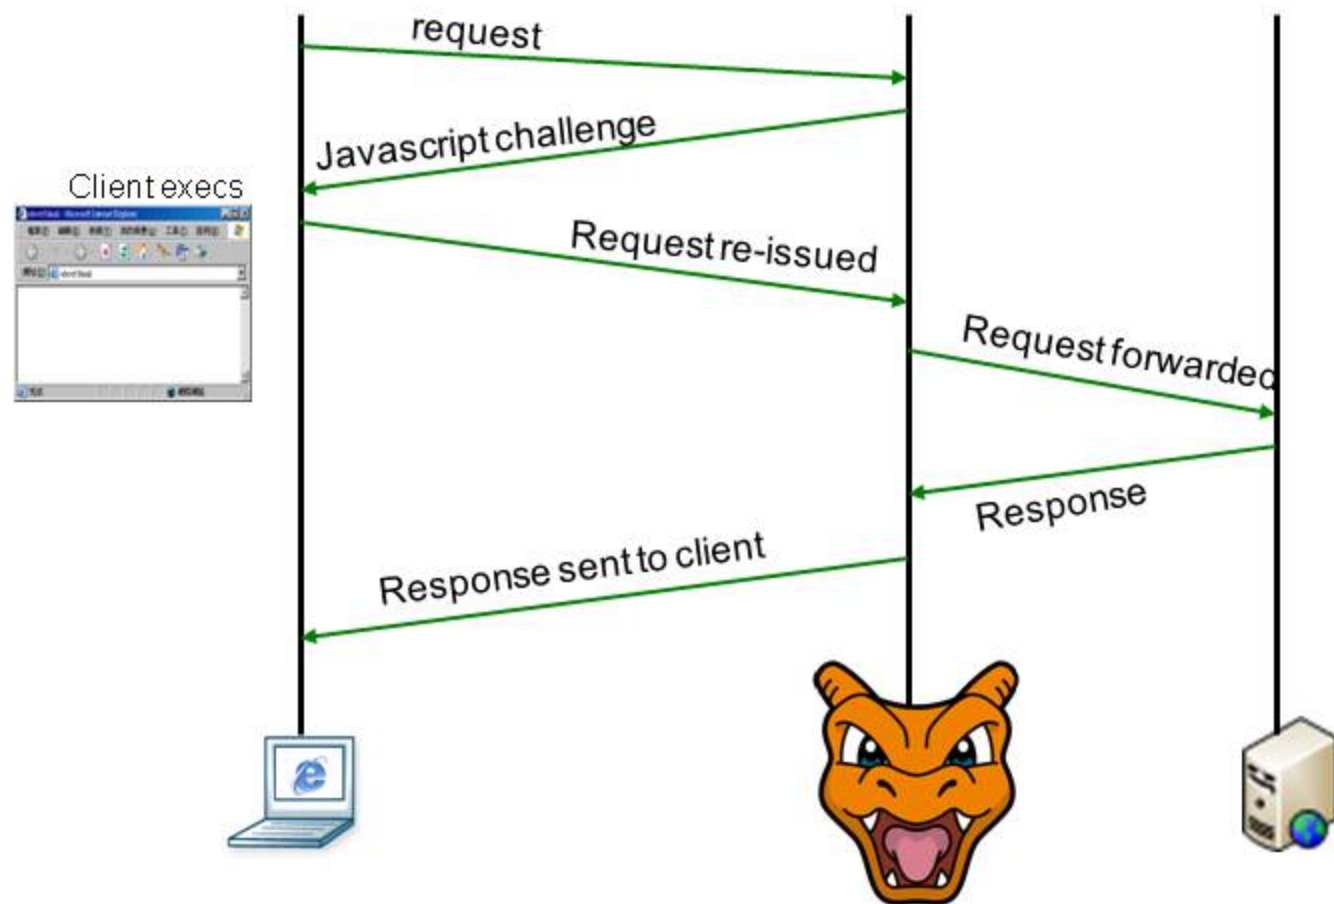 request
Javascript challenge
Client execs
Request re-issued
Request forwarded
Response
Response sent to client